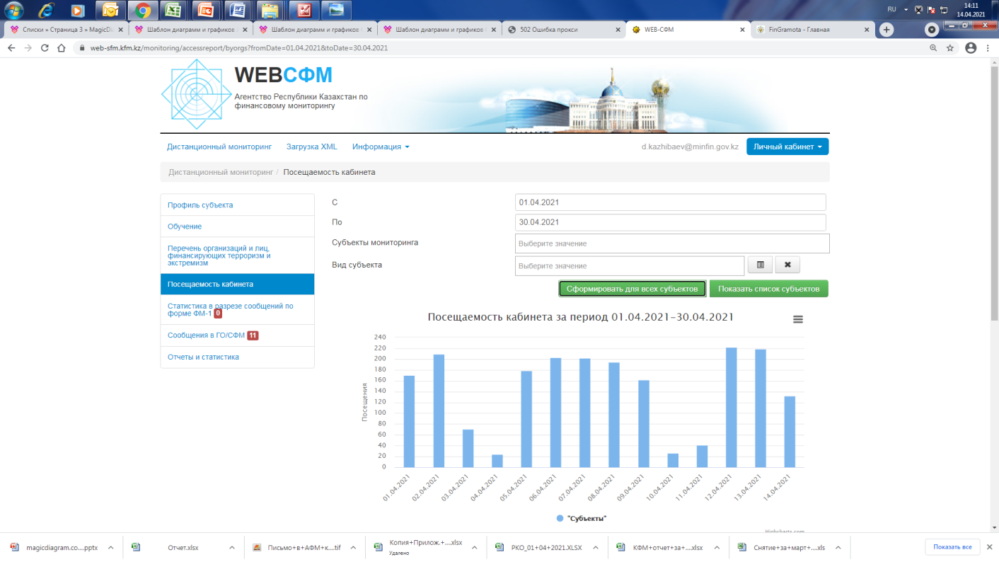 RU
14:11
14.04.2021
Списки » Страница 3 » MagicDi
Шаблон диаграмм и графиков
Шаблон диаграмм и графиков
Шаблон диаграмм и графиков
502 Ошибка прокси
WEB-СФМ
FinGramota - Главная
web-sfm.kfm.kz/monitoring/accessreport/byorgs?fromDate=01.04.2021&toDate=30.04.2021
WEBСФМ
Агентство Республики Казахстан по
финансовому мониторингу
Дистанционный мониторинг Загрузка XML Информация
d.kazhibaev@minfin.gov.kz Личный кабинет
Дистанционный мониторинг / Посещаемость кабинета
Профиль субъекта
Обучение
Перечень организаций и лиц,
финансирующих терроризм и
экстремизм
Посещаемость кабинета
Статистика в разрезе сообщений по
форме ФМ-1 0
Сообщения в ГО/СФМ 11
Отчеты и статистика
С 01.04.2021
По 30.04.2021
Субъекты мониторинга Выберите значение
Вид субъекта Выберите значение
Сформировать для всех субъектов Показать список субъектов
Посещаемость кабинета за период 01.04.2021-30.04.2021
Посещения
240
220
200
180
160
140
120
100
80
60
40
20
0
01.04.2021 02.04.2021 03.04.2021 04.04.2021 05.04.2021 06.04.2021 07.04.2021 08.04.2021 09.04.2021 10.04.2021 11.04.2021 12.04.2021 13.04.2021 14.04.2021
"Субъекты"
Highcharts.com
magicdiagram.co....pptx
Отчет.xlsx
Письмо+в+АФМ+к....tif
Копия+Прилож.+....xlsx
Удалено
РКО_01+04+2021.XLSX
КФМ+отчет+за+....xlsx
Снятие+за+март+....xls
Показать все